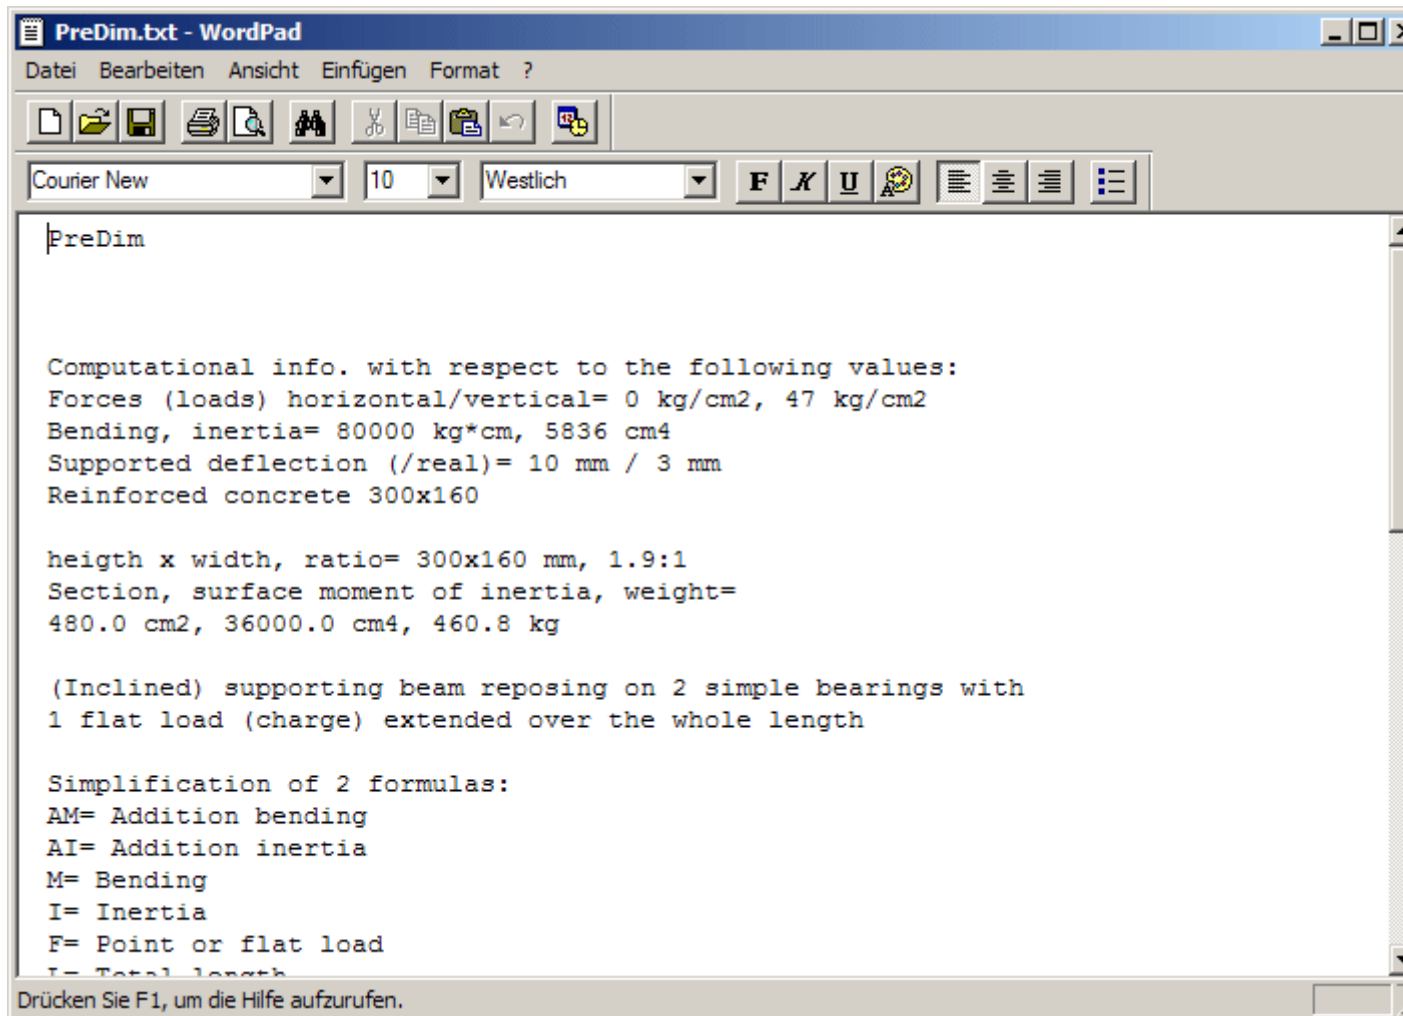 PreDim.txt - WordPad
Datei Bearbeiten Ansicht Einfügen Format ?
Courier New 10 Westlich F K U
PreDim
Computational info. with respect to the following values:
Forces (loads) horizontal/vertical= 0 kg/cm2, 47 kg/cm2
Bending, inertia= 80000 kg*cm, 5836 cm4
Supported deflection (/real)= 10 mm / 3 mm
Reinforced concrete 300x160
heigth x width, ratio= 300x160 mm, 1.9:1
Section, surface moment of inertia, weight=
480.0 cm2, 36000.0 cm4, 460.8 kg
(Inclined) supporting beam reposing on 2 simple bearings with
1 flat load (charge) extended over the whole length
Simplification of 2 formulas:
AM= Addition bending
AI= Addition inertia
M= Bending
I= Inertia
F= Point or flat load
L= Total length
Drücken Sie F1, um die Hilfe aufzurufen.